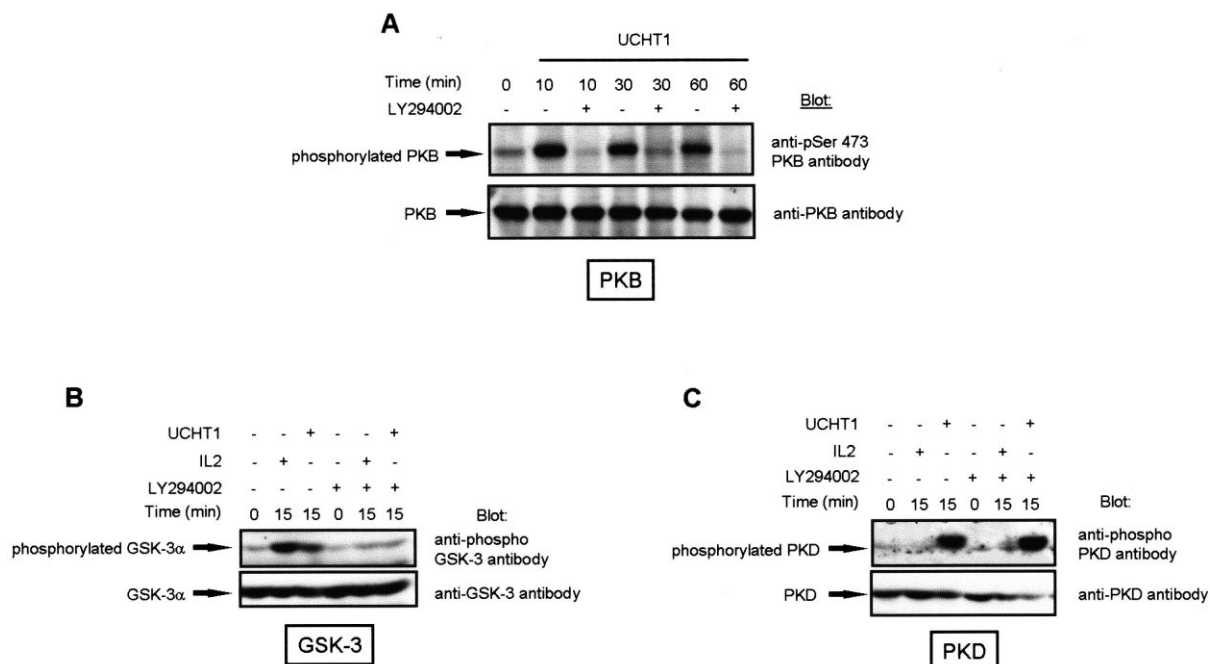 A
UCHT1
Time (min) 0 10 10 30 30 60 60
LY294002 - - + - + - + Blot:
phosphorylated PKB anti-pSer 473
PKB antibody
PKB anti-PKB antibody
PKB
B
UCHT1 - - + - - +
IL2 - + - - + -
LY294002 - - - + + +
Time (min) 0 15 15 0 15 15 Blot:
phosphorylated GSK-3α anti-phospho
GSK-3 antibody
GSK-3α anti-GSK-3 antibody
GSK-3
C
UCHT1 - - + - - +
IL2 - + - - + -
LY294002 - - - + + +
Time (min) 0 15 15 0 15 15 Blot:
phosphorylated PKD anti-phospho
PKD antibody
PKD anti-PKD antibody
PKD